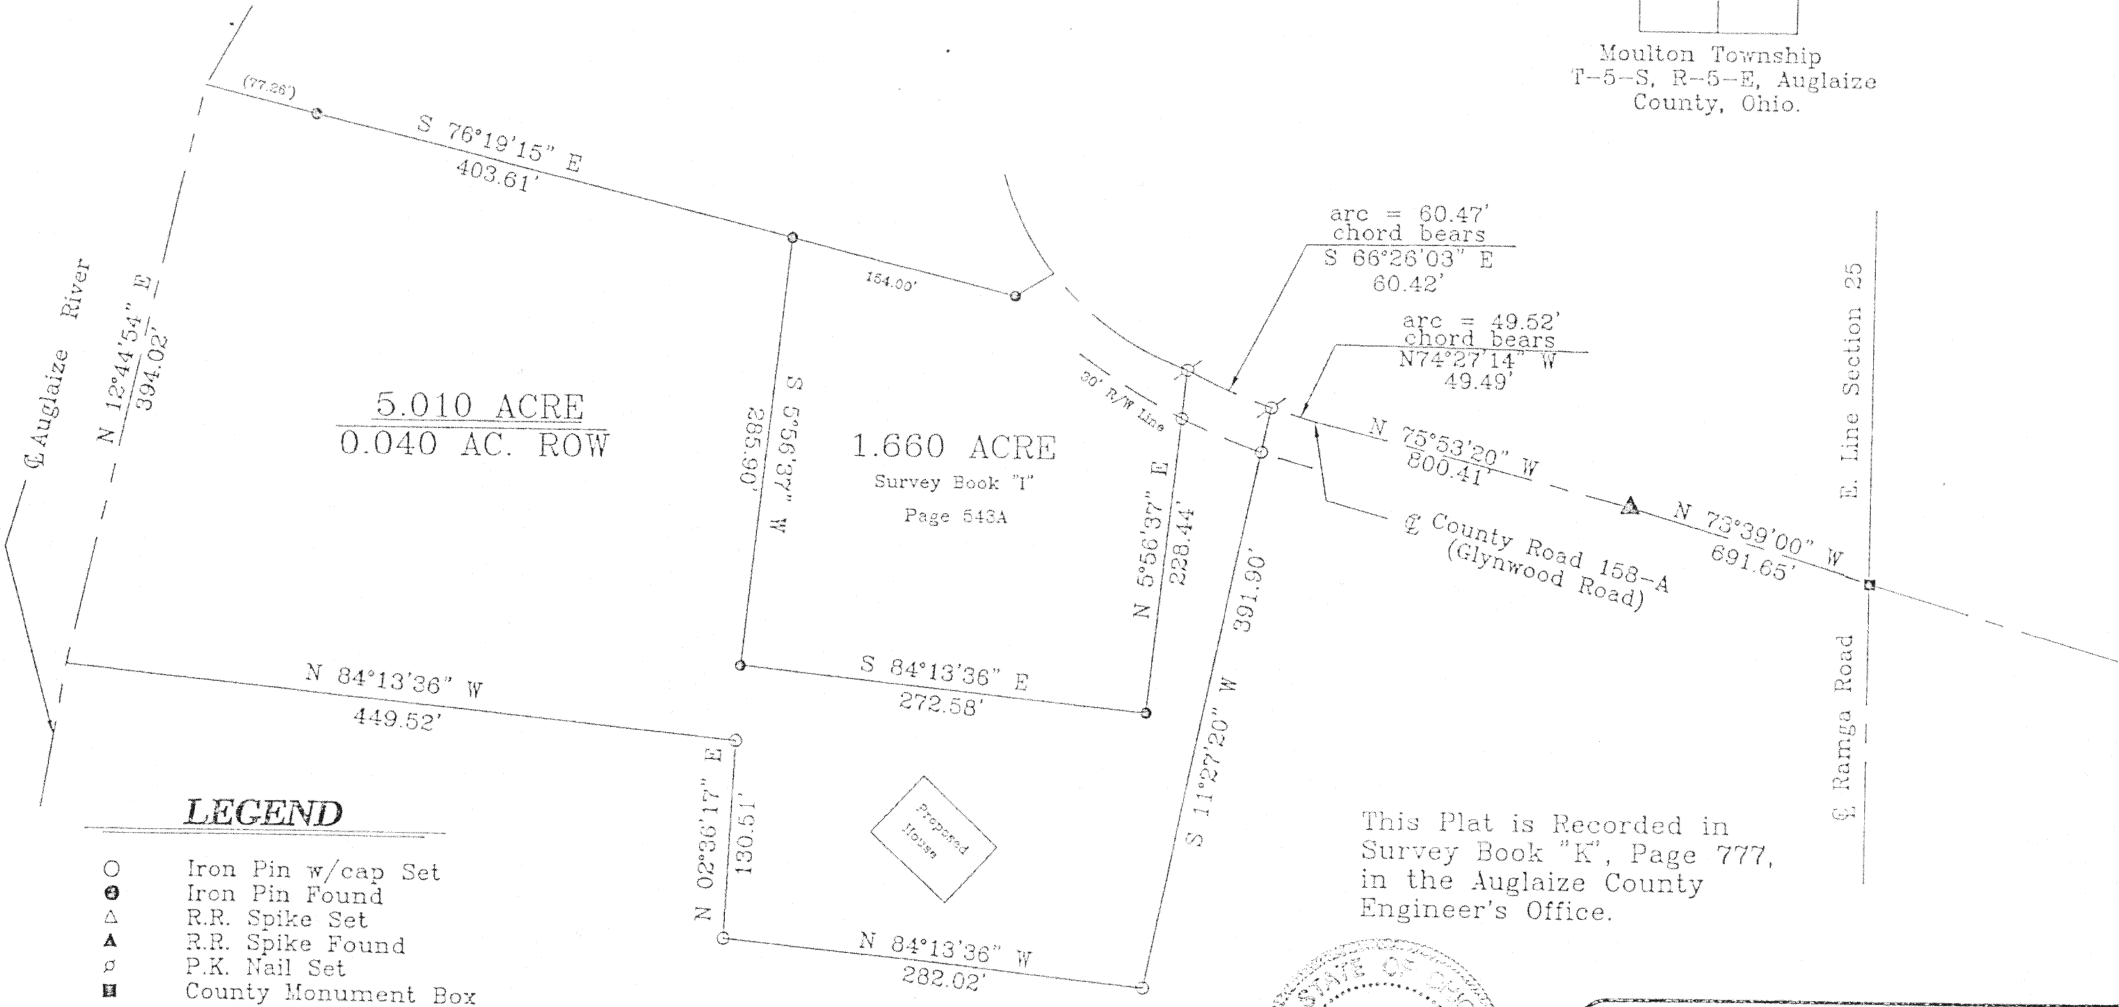 Moulton Township
T-5-S, R-5-E, Auglaize
County, Ohio.
(77.26')
S 76°19'15" E
403.61'
154.00'
arc = 60.47'
chord bears
S 66°26'03" E
60.42'
arc = 49.52'
chord bears
N74°27'14" W
49.49'
30' R/W Line
N 75°53'20" W
800.41'
℄ County Road 158-A
(Glynwood Road)
N 73°39'00" W
691.65'
E. Line Section 25
℄ Ramga Road
℄ Auglaize River
N 12°44'54" E
394.02'
5.010 ACRE
0.040 AC. ROW
S 5°56'37" W
285.90'
1.660 ACRE
Survey Book "I"
Page 543A
N 5°56'37" E
228.44'
391.90'
S 11°27'20" W
S 84°13'36" E
272.58'
N 84°13'36" W
449.52'
N 02°36'17" E
130.51'
Proposed
House
N 84°13'36" W
282.02'
LEGEND
Iron Pin w/cap Set
Iron Pin Found
R.R. Spike Set
R.R. Spike Found
P.K. Nail Set
County Monument Box
This Plat is Recorded in
Survey Book "K", Page 777,
in the Auglaize County
Engineer's Office.
STATE OF OHIO